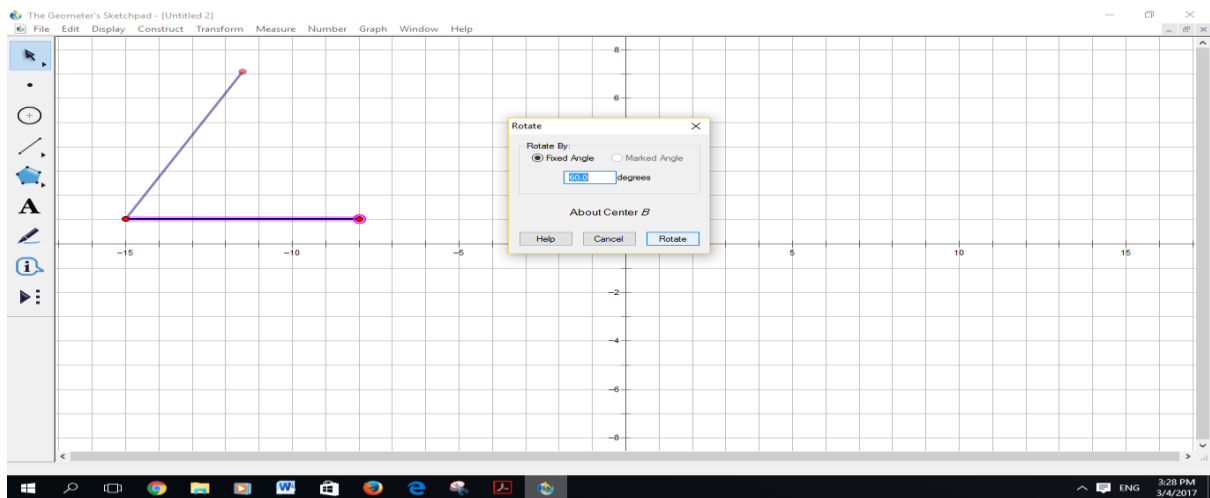 The Geometer's Sketchpad - [Untitled 2]
File Edit Display Construct Transform Measure Number Graph Window Help
8
6
Rotate
Rotate By:
Fixed Angle Marked Angle
60.0 degrees
About Center B
Help Cancel Rotate
A
-15 -10 -5 5 10 15
-2
-4
-6
-8
ENG 3:28 PM
3/4/2017